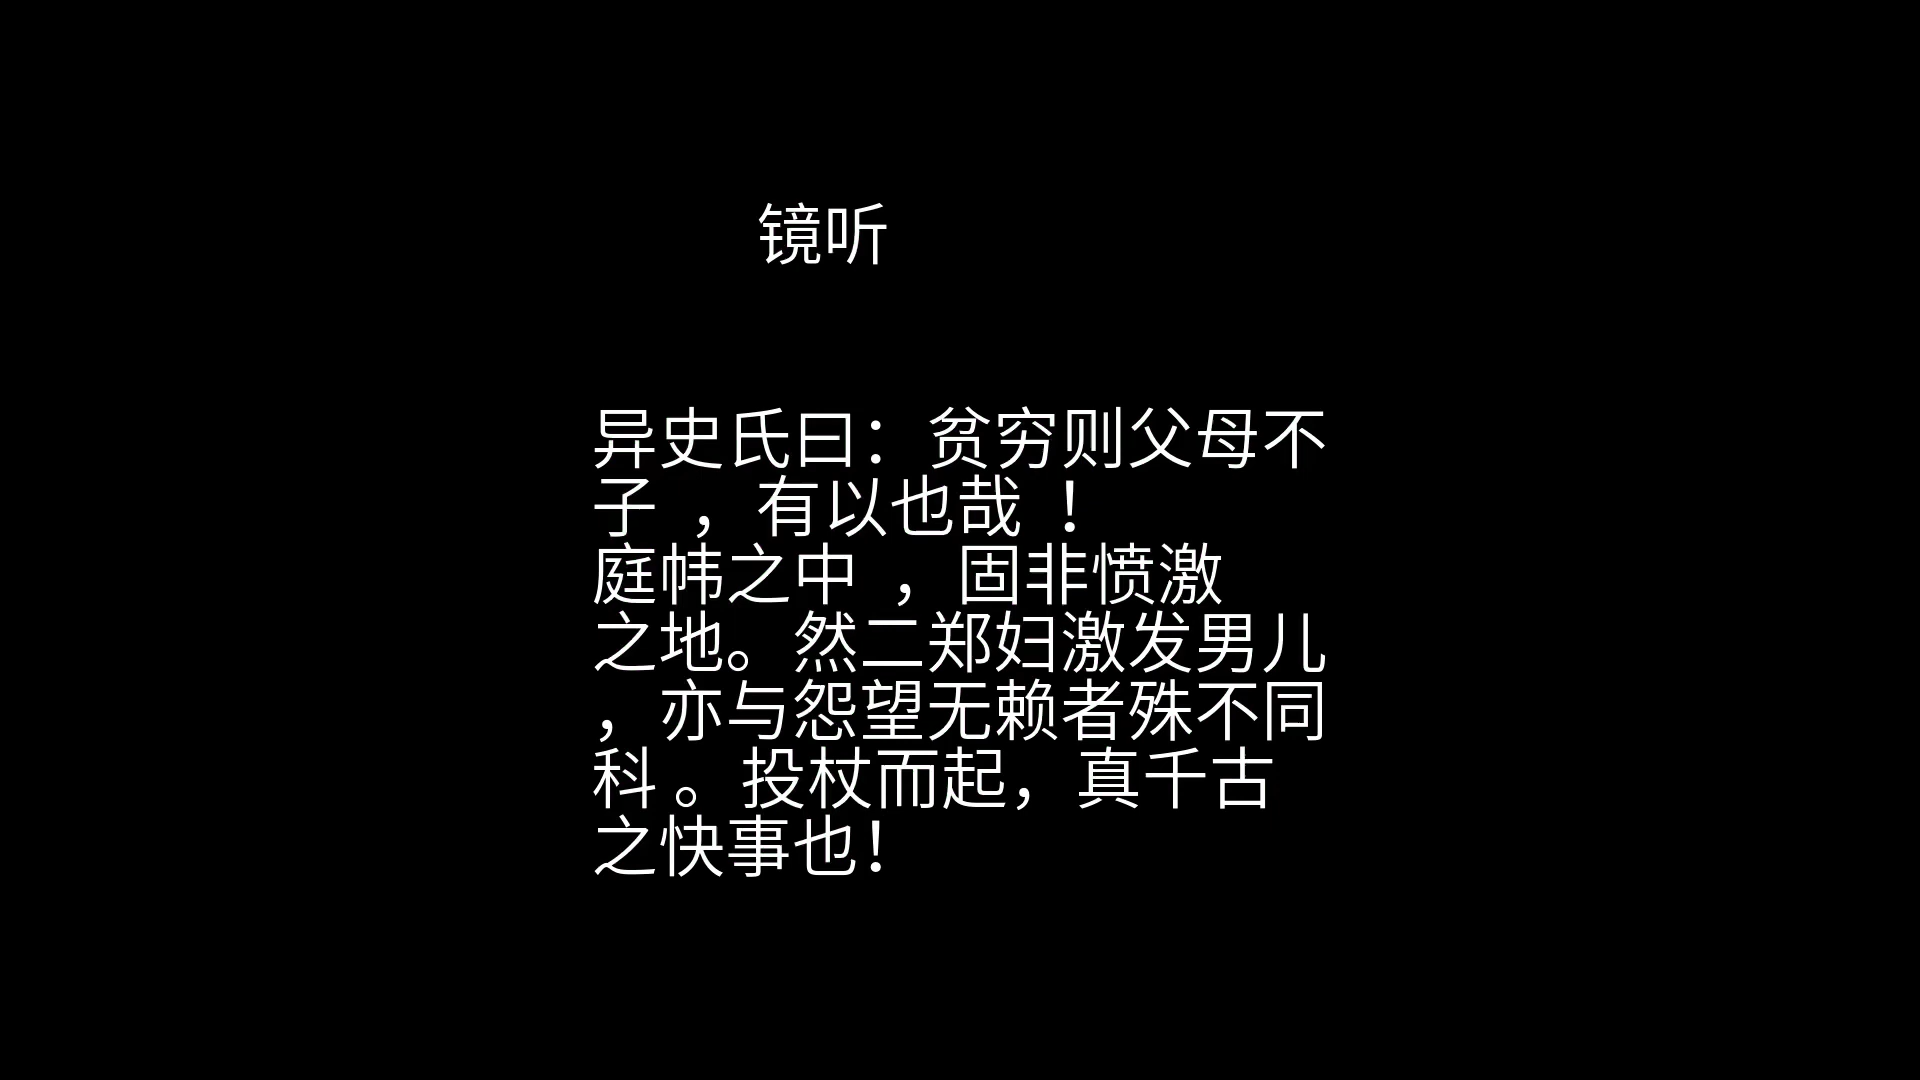 镜听
异史氏曰：贫穷则父母不
子 ，有以也哉 ！
庭帏之中 ，固非愤激
之地。然二郑妇激发男儿
，亦与怨望无赖者殊不同
科 。投杖而起，真千古
之快事也！